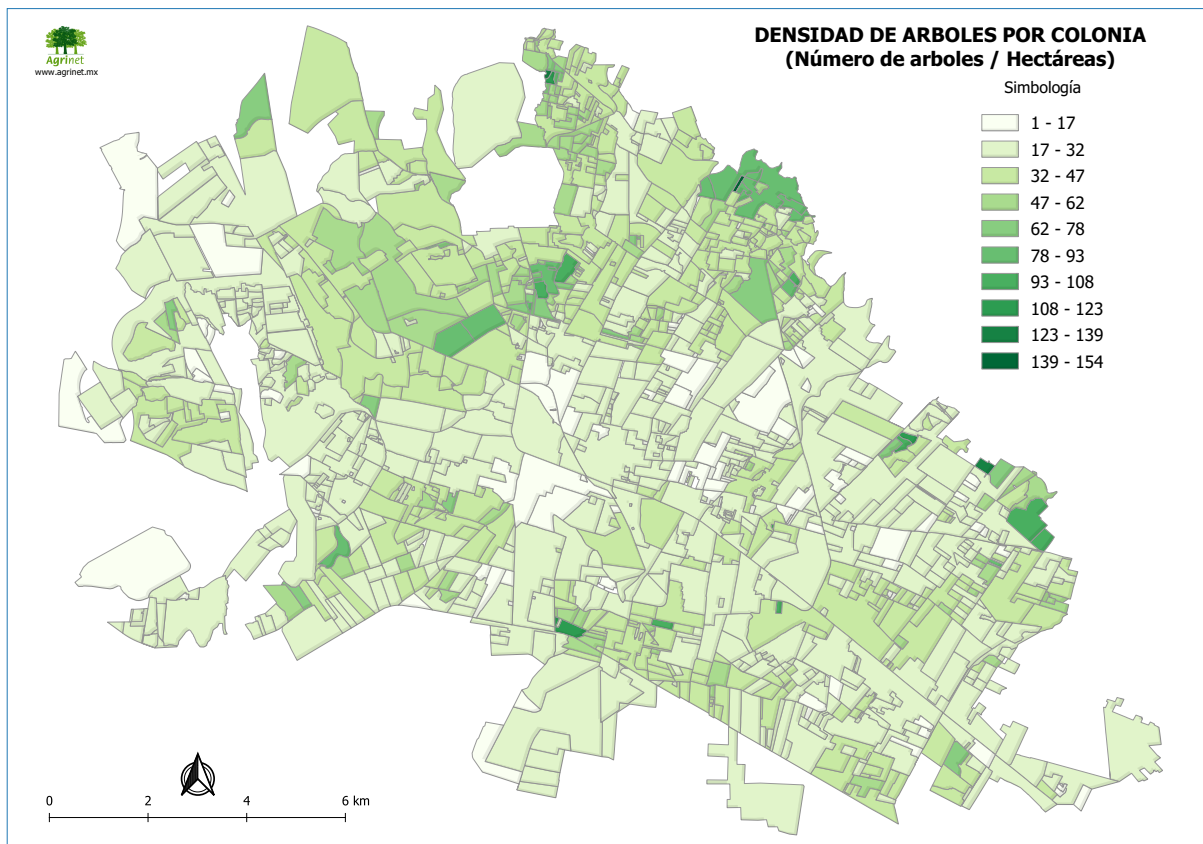 Agrinet
www.agrinet.mx
DENSIDAD DE ARBOLES POR COLONIA
(Número de arboles / Hectáreas)
Simbología
1 - 17
17 - 32
32 - 47
47 - 62
62 - 78
78 - 93
93 - 108
108 - 123
123 - 139
139 - 154
0 2 4 6 km